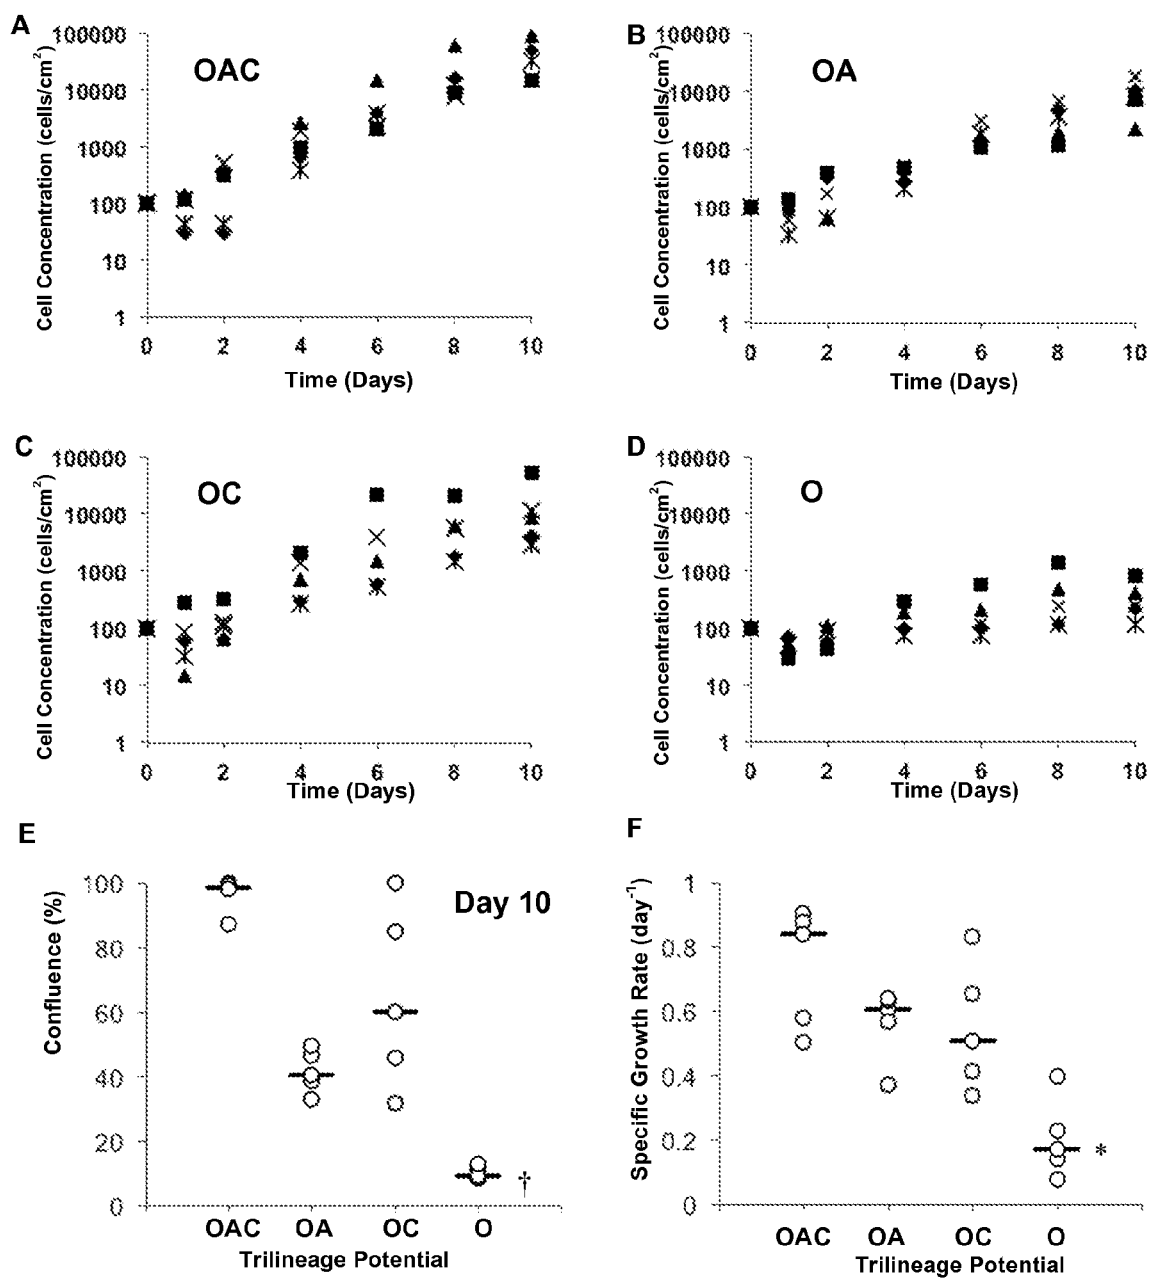 A
B
OAC
OA
Cell Concentration (cells/cm²)
100000
10000
1000
100
10
1
0 2 4 6 8 10
Time (Days)
Cell Concentration (cells/cm²)
100000
10000
1000
100
10
1
0 2 4 6 8 10
Time (Days)
C
D
OC
O
Cell Concentration (cells/cm²)
100000
10000
1000
100
10
1
0 2 4 6 8 10
Time (Days)
Cell Concentration (cells/cm²)
100000
10000
1000
100
10
1
0 2 4 6 8 10
Time (Days)
E
Day 10
Confluence (%)
100
80
60
40
20
0
†
OAC OA OC O
Trilineage Potential
F
Specific Growth Rate (day⁻¹)
1
0.8
0.6
0.4
0.2
0
*
OAC OA OC O
Trilineage Potential